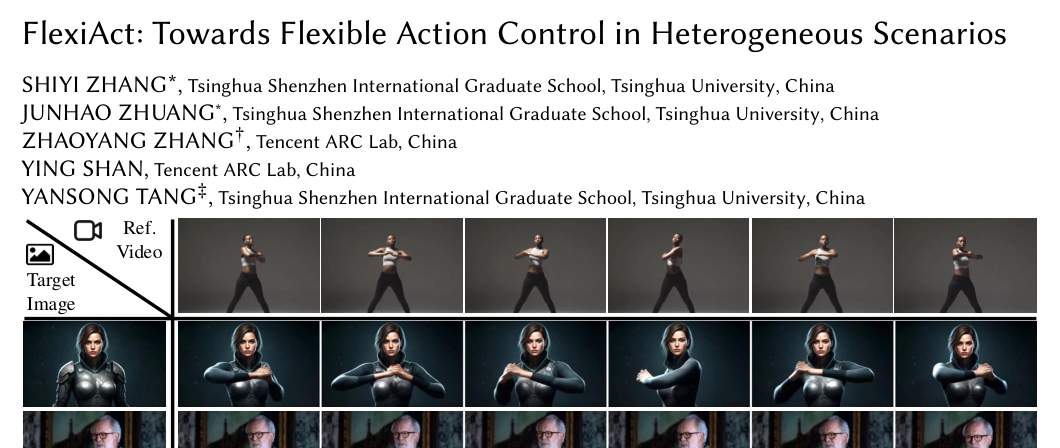 FlexiAct: Towards Flexible Action Control in Heterogeneous Scenarios
SHIYI ZHANG*, Tsinghua Shenzhen International Graduate School, Tsinghua University, China
JUNHAO ZHUANG*, Tsinghua Shenzhen International Graduate School, Tsinghua University, China
ZHAOYANG ZHANG†, Tencent ARC Lab, China
YING SHAN, Tencent ARC Lab, China
YANSONG TANG‡, Tsinghua Shenzhen International Graduate School, Tsinghua University, China
Ref.
Video
Target
Image